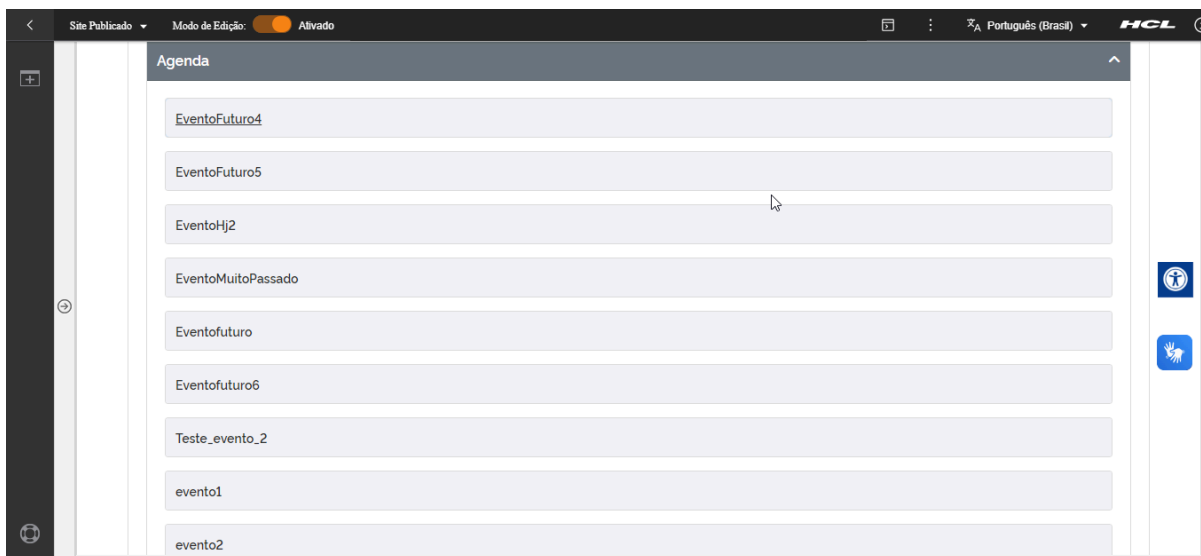 Site Publicado Modo de Edição: Ativado Português (Brasil) HCL
Agenda
EventoFuturo4
EventoFuturo5
EventoHj2
EventoMuitoPassado
Eventofuturo
Eventofuturo6
Teste_evento_2
evento1
evento2